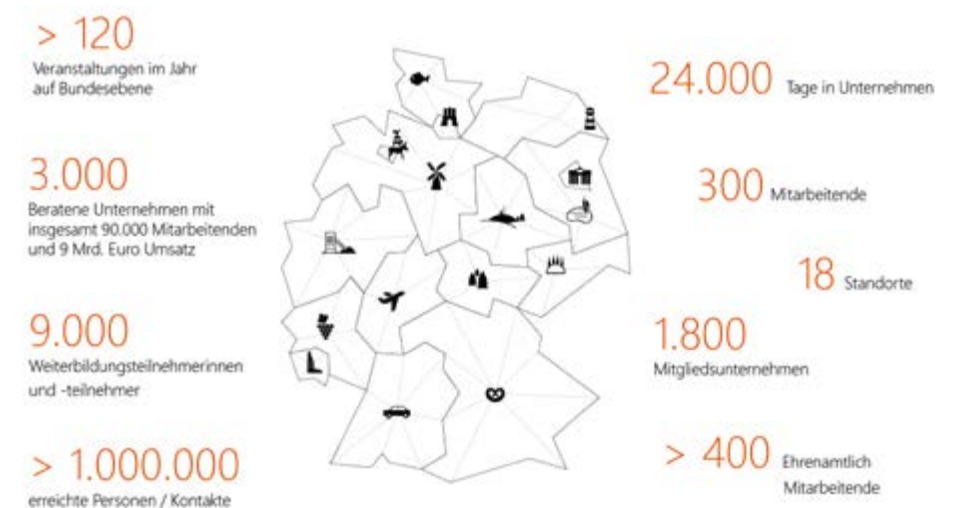 > 120
Veranstaltungen im Jahr
auf Bundesebene
3.000
Beratene Unternehmen mit
insgesamt 90.000 Mitarbeitenden
und 9 Mrd. Euro Umsatz
9.000
Weiterbildungsteilnehmerinnen
und -teilnehmer
> 1.000.000
erreichte Personen / Kontakte
24.000 Tage in Unternehmen
300 Mitarbeitende
18 Standorte
1.800
Mitgliedsunternehmen
> 400 Ehrenamtlich
Mitarbeitende